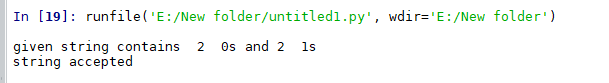 In [19]: runfile('E:/New folder/untitled1.py', wdir='E:/New folder')
given string contains  2  0s and 2  1s
string accepted